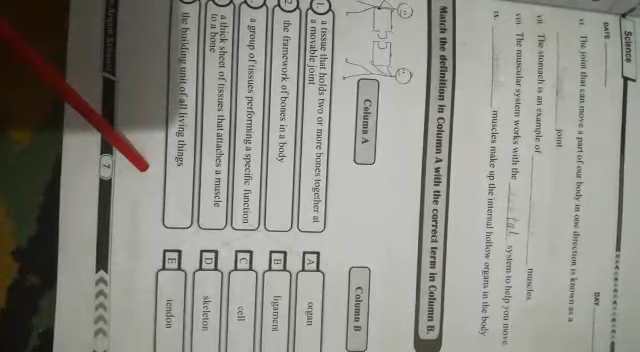 Science
DATE
DAY
vi. The joint that can move a part of our body in one direction is known as a
joint
vii. The stomach is an example of muscles.
viii. The muscular system works with the system to help you move.
ix. muscles make up the internal hollow organs in the body
Match the definition in Column A with the correct term in Column B.
Column A
Column B
1. a tissue that holds two or more bones together at
a movable joint
A organ
2. the framework of bones in a body
B ligament
a group of tissues performing a specific function
C cell
a thick sheet of tissues that attaches a muscle
to a bone
D skeleton
the building unit of all living things
E tendon
7